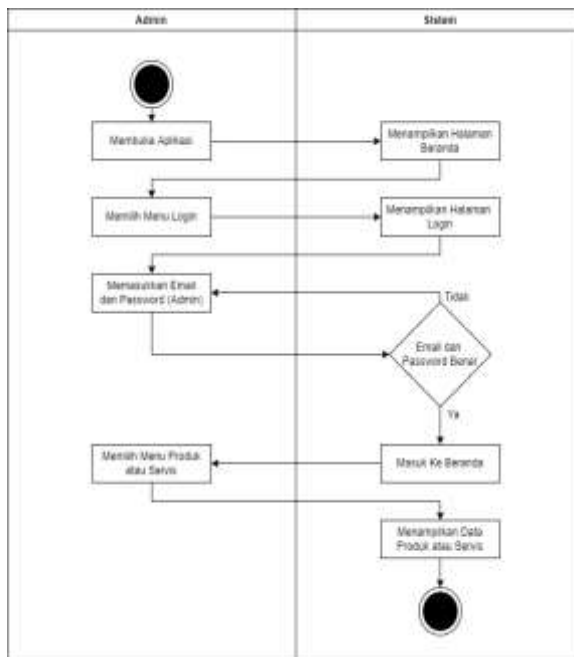 Admin
Sistem
Membuka Aplikasi
Menampilkan Halaman
Beranda
Memilih Menu Login
Menampilkan Halaman
Login
Memasukkan Email
dan Password (Admin)
Tidak
Email dan
Password Benar
Ya
Memilih Menu Produk
atau Servis
Masuk Ke Beranda
Menampilkan Data
Produk atau Servis